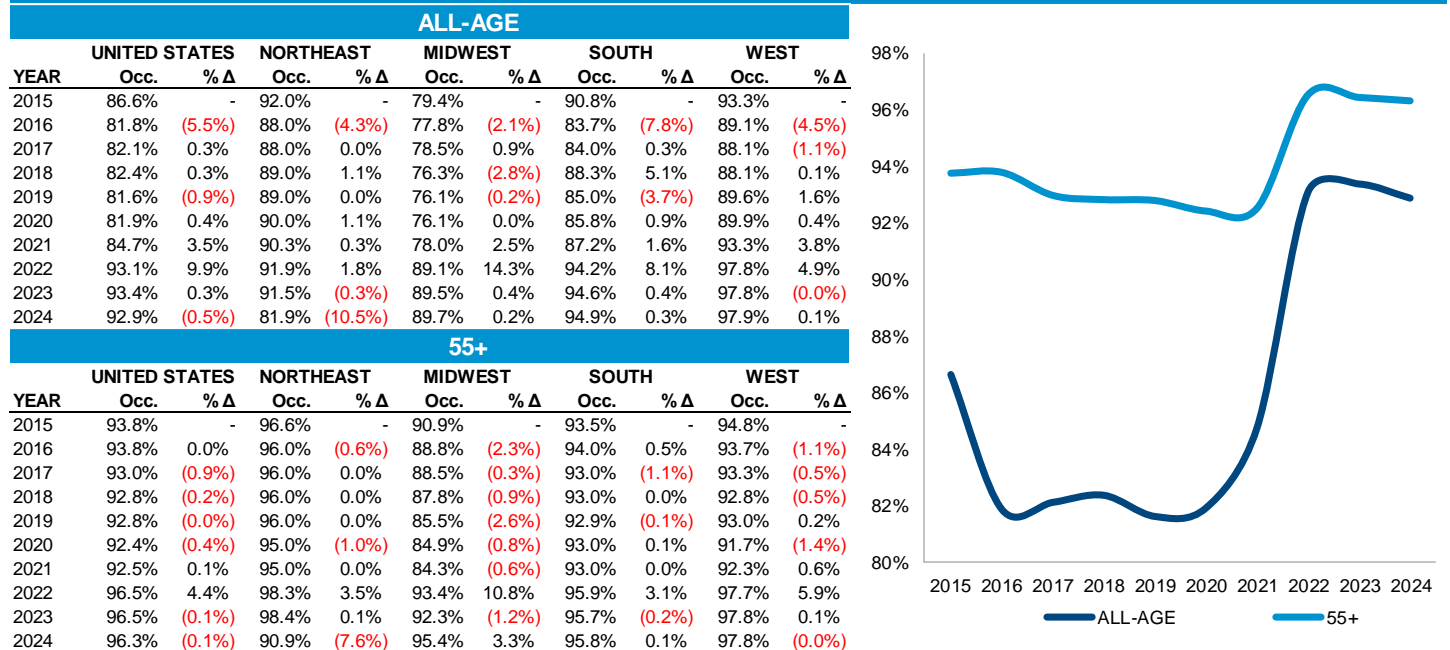 ALL-AGE
UNITED STATES NORTHEAST MIDWEST SOUTH WEST
YEAR Occ. % Δ Occ. % Δ Occ. % Δ Occ. % Δ Occ. % Δ
2015 86.6% - 92.0% - 79.4% - 90.8% - 93.3% -
2016 81.8% (5.5%) 88.0% (4.3%) 77.8% (2.1%) 83.7% (7.8%) 89.1% (4.5%)
2017 82.1% 0.3% 88.0% 0.0% 78.5% 0.9% 84.0% 0.3% 88.1% (1.1%)
2018 82.4% 0.3% 89.0% 1.1% 76.3% (2.8%) 88.3% 5.1% 88.1% 0.1%
2019 81.6% (0.9%) 89.0% 0.0% 76.1% (0.2%) 85.0% (3.7%) 89.6% 1.6%
2020 81.9% 0.4% 90.0% 1.1% 76.1% 0.0% 85.8% 0.9% 89.9% 0.4%
2021 84.7% 3.5% 90.3% 0.3% 78.0% 2.5% 87.2% 1.6% 93.3% 3.8%
2022 93.1% 9.9% 91.9% 1.8% 89.1% 14.3% 94.2% 8.1% 97.8% 4.9%
2023 93.4% 0.3% 91.5% (0.3%) 89.5% 0.4% 94.6% 0.4% 97.8% (0.0%)
2024 92.9% (0.5%) 81.9% (10.5%) 89.7% 0.2% 94.9% 0.3% 97.9% 0.1%
55+
UNITED STATES NORTHEAST MIDWEST SOUTH WEST
YEAR Occ. % Δ Occ. % Δ Occ. % Δ Occ. % Δ Occ. % Δ
2015 93.8% - 96.6% - 90.9% - 93.5% - 94.8% -
2016 93.8% 0.0% 96.0% (0.6%) 88.8% (2.3%) 94.0% 0.5% 93.7% (1.1%)
2017 93.0% (0.9%) 96.0% 0.0% 88.5% (0.3%) 93.0% (1.1%) 93.3% (0.5%)
2018 92.8% (0.2%) 96.0% 0.0% 87.8% (0.9%) 93.0% 0.0% 92.8% (0.5%)
2019 92.8% (0.0%) 96.0% 0.0% 85.5% (2.6%) 92.9% (0.1%) 93.0% 0.2%
2020 92.4% (0.4%) 95.0% (1.0%) 84.9% (0.8%) 93.0% 0.1% 91.7% (1.4%)
2021 92.5% 0.1% 95.0% 0.0% 84.3% (0.6%) 93.0% 0.0% 92.3% 0.6%
2022 96.5% 4.4% 98.3% 3.5% 93.4% 10.8% 95.9% 3.1% 97.7% 5.9%
2023 96.5% (0.1%) 98.4% 0.1% 92.3% (1.2%) 95.7% (0.2%) 97.8% 0.1%
2024 96.3% (0.1%) 90.9% (7.6%) 95.4% 3.3% 95.8% 0.1% 97.8% (0.0%)
98%
96%
94%
92%
90%
88%
86%
84%
82%
80%
2015 2016 2017 2018 2019 2020 2021 2022 2023 2024
ALL-AGE 55+